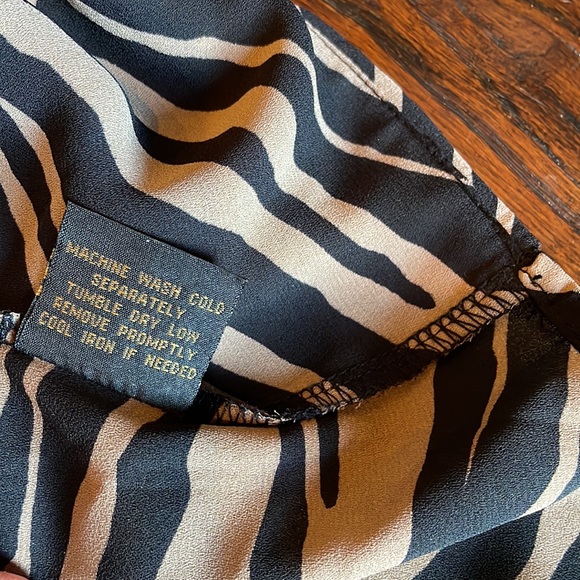 MACHINE WASH COLD
SEPARATELY
TUMBLE DRY LOW
REMOVE PROMPTLY
COOL IRON IF NEEDED